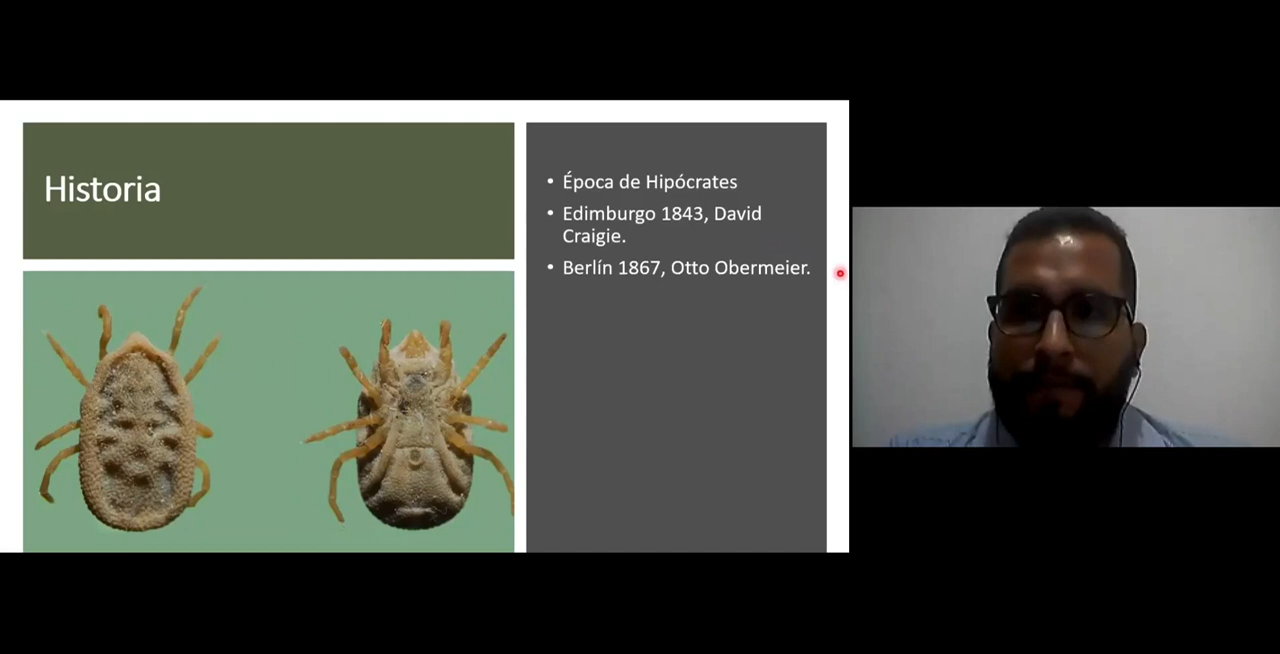 Historia
• Época de Hipócrates
• Edimburgo 1843, David
Craigie.
• Berlín 1867, Otto Obermeier.